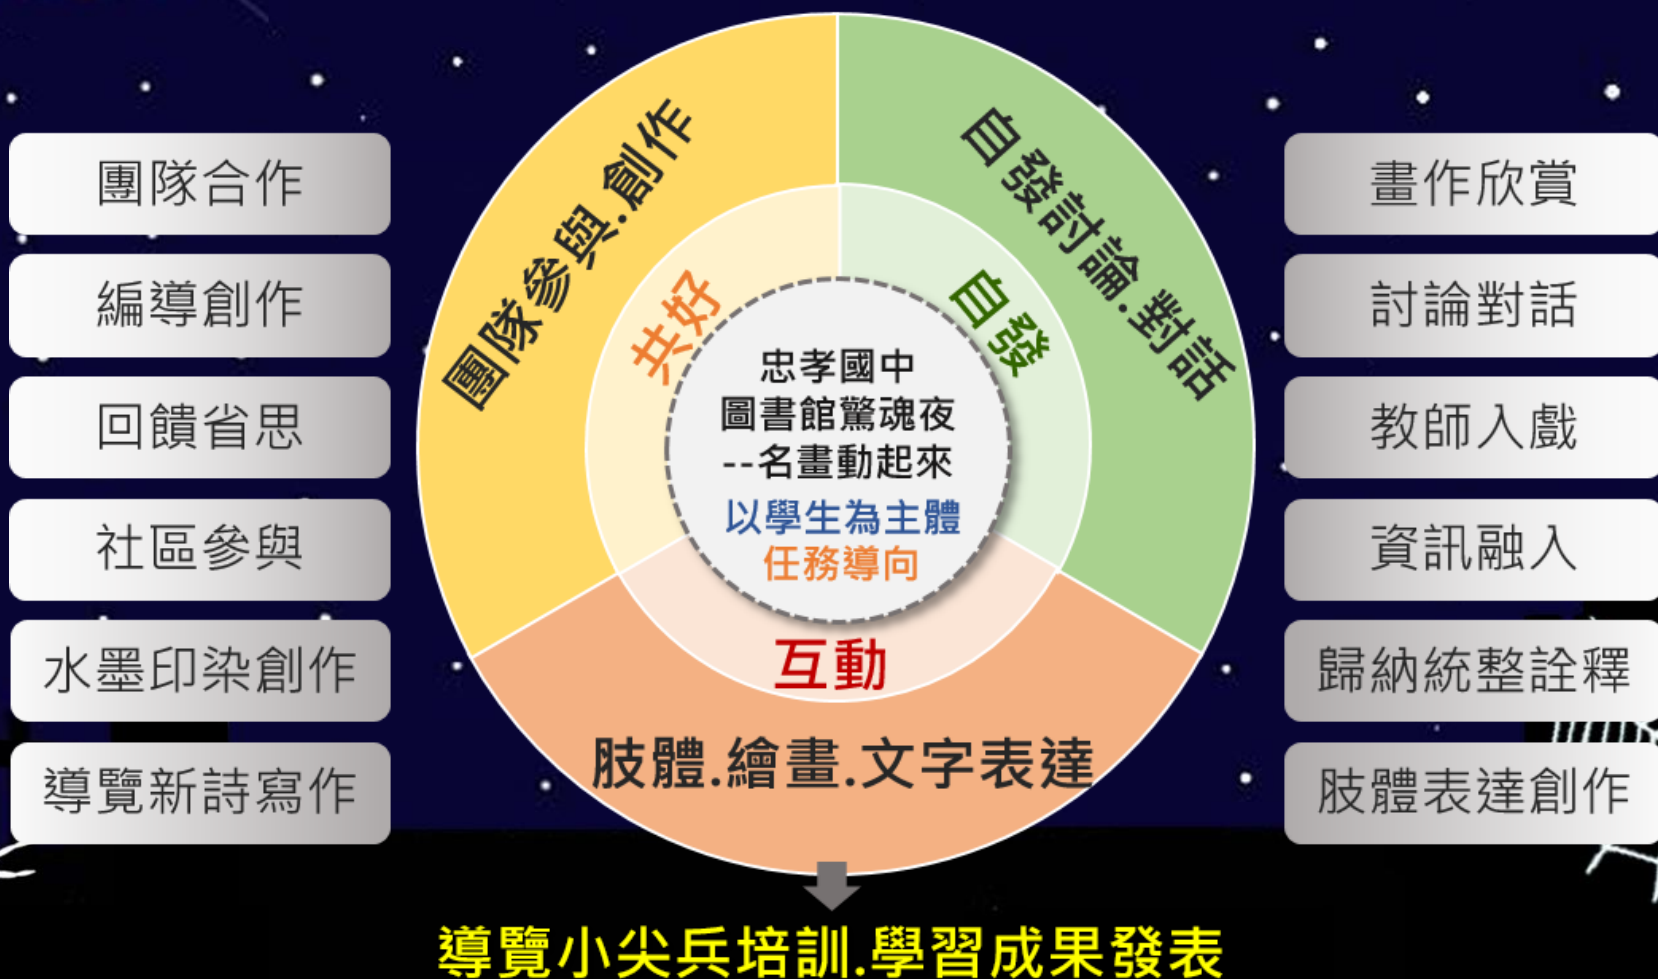 團隊合作
編導創作
回饋省思
社區參與
水墨印染創作
導覽新詩寫作
團隊參與.創作
共好
自發討論.對話
自發
忠孝國中
圖書館驚魂夜
--名畫動起來
以學生為主體
任務導向
互動
肢體.繪畫.文字表達
畫作欣賞
討論對話
教師入戲
資訊融入
歸納統整詮釋
肢體表達創作
導覽小尖兵培訓.學習成果發表